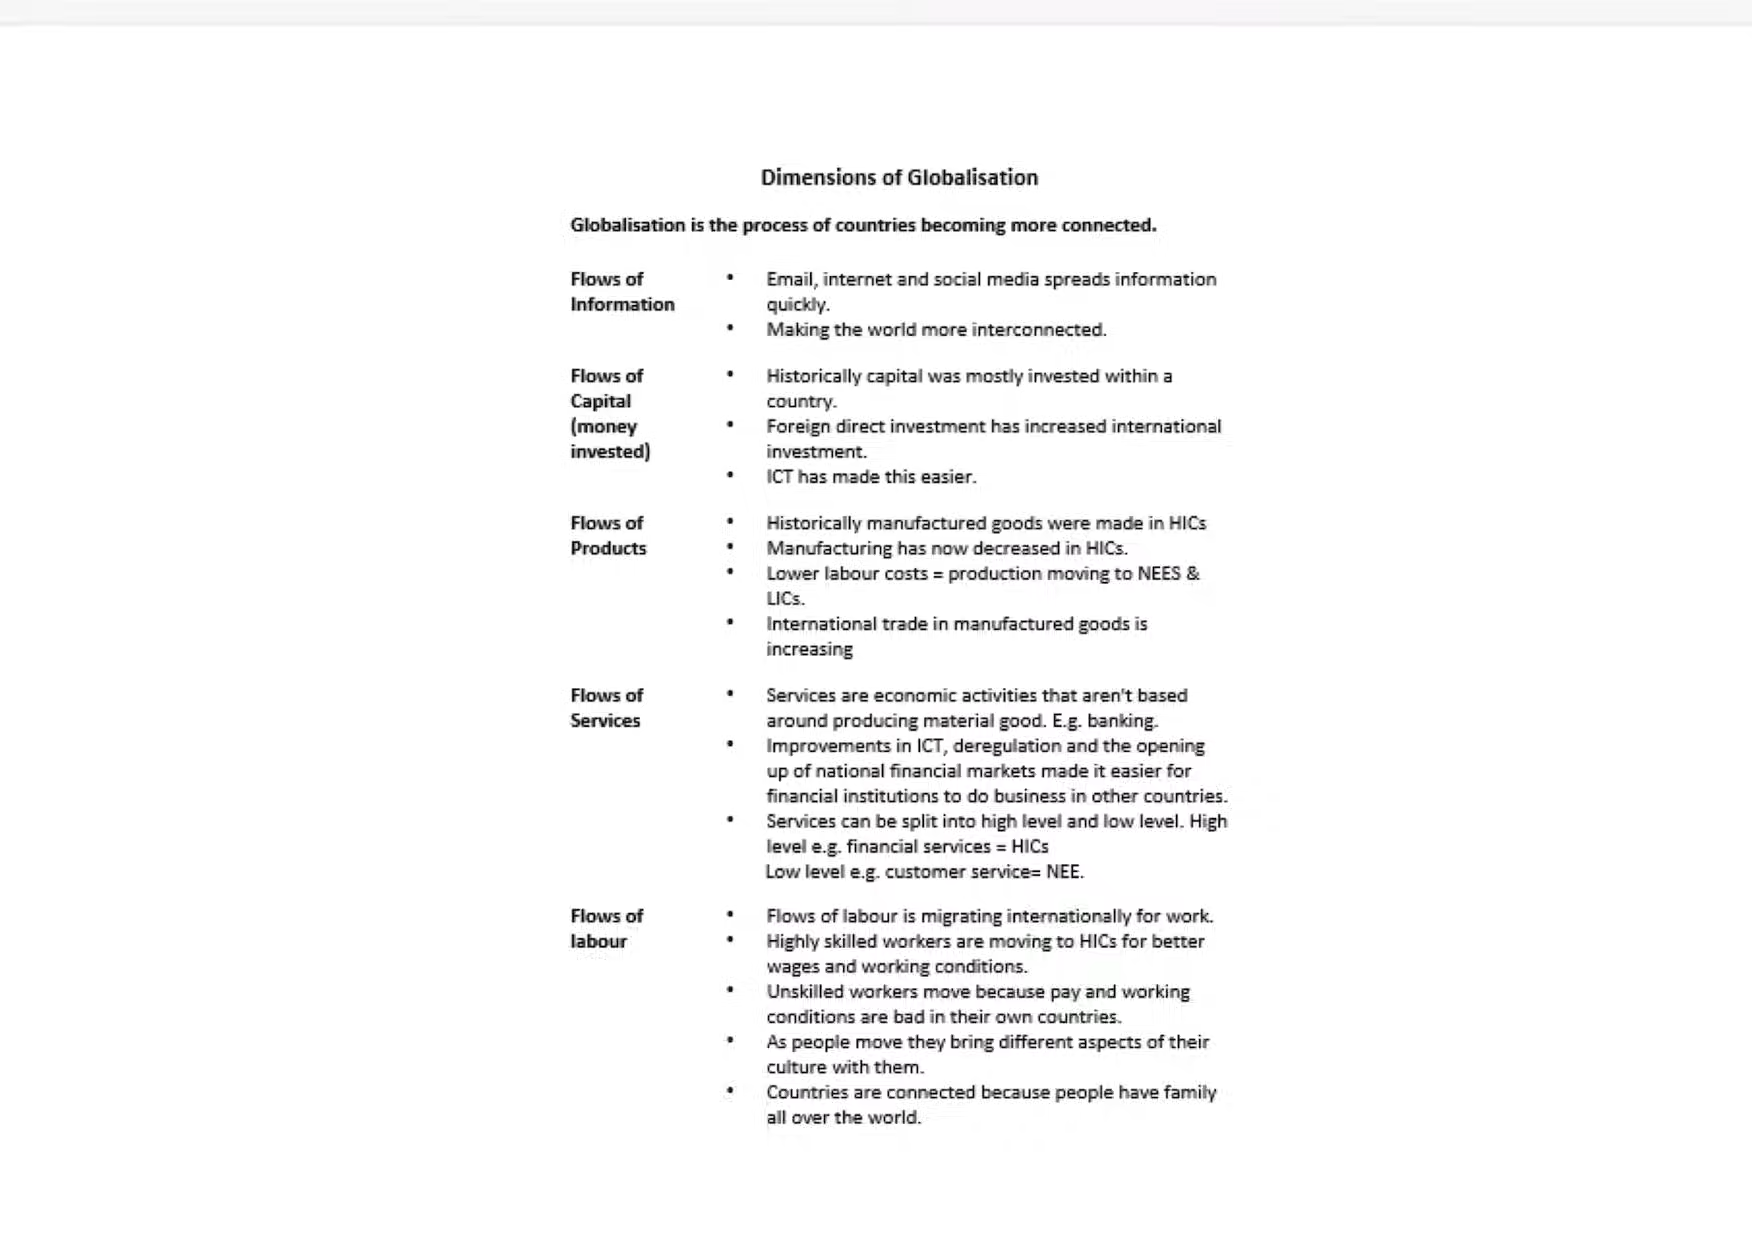 Dimensions of Globalisation
Globalisation is the process of countries becoming more connected.
Flows of
Information
• Email, internet and social media spreads information
quickly.
• Making the world more interconnected.
Flows of
Capital
(money
invested)
• Historically capital was mostly invested within a
country.
• Foreign direct investment has increased international
investment.
• ICT has made this easier.
Flows of
Products
• Historically manufactured goods were made in HICs
• Manufacturing has now decreased in HICs.
• Lower labour costs = production moving to NEES &
LICs.
• International trade in manufactured goods is
increasing
Flows of
Services
• Services are economic activities that aren't based
around producing material good. E.g. banking.
• Improvements in ICT, deregulation and the opening
up of national financial markets made it easier for
financial institutions to do business in other countries.
• Services can be split into high level and low level. High
level e.g. financial services = HICs
Low level e.g. customer service= NEE.
Flows of
labour
• Flows of labour is migrating internationally for work.
• Highly skilled workers are moving to HICs for better
wages and working conditions.
• Unskilled workers move because pay and working
conditions are bad in their own countries.
• As people move they bring different aspects of their
culture with them.
• Countries are connected because people have family
all over the world.